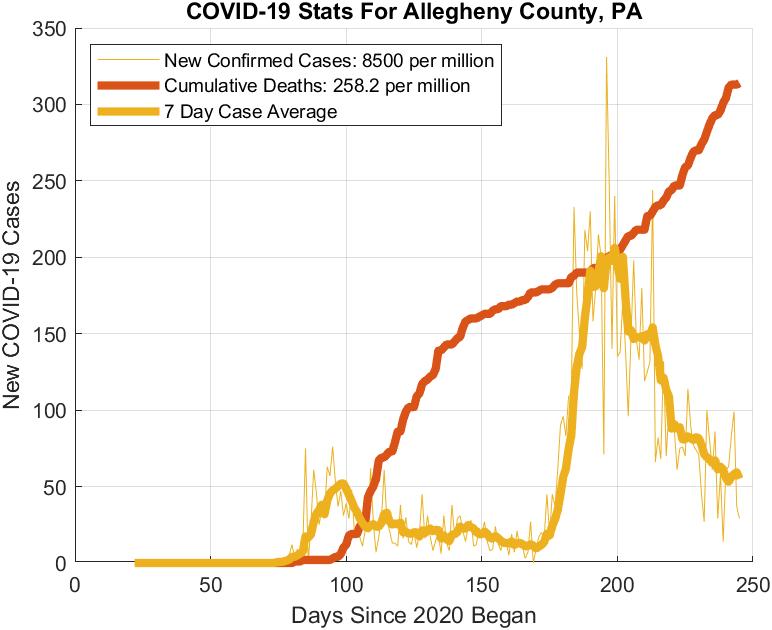 COVID-19 Stats For Allegheny County, PA
350
300
250
200
150
100
50
0
New COVID-19 Cases
New Confirmed Cases: 8500 per million
Cumulative Deaths: 258.2 per million
7 Day Case Average
0 50 100 150 200 250
Days Since 2020 Began